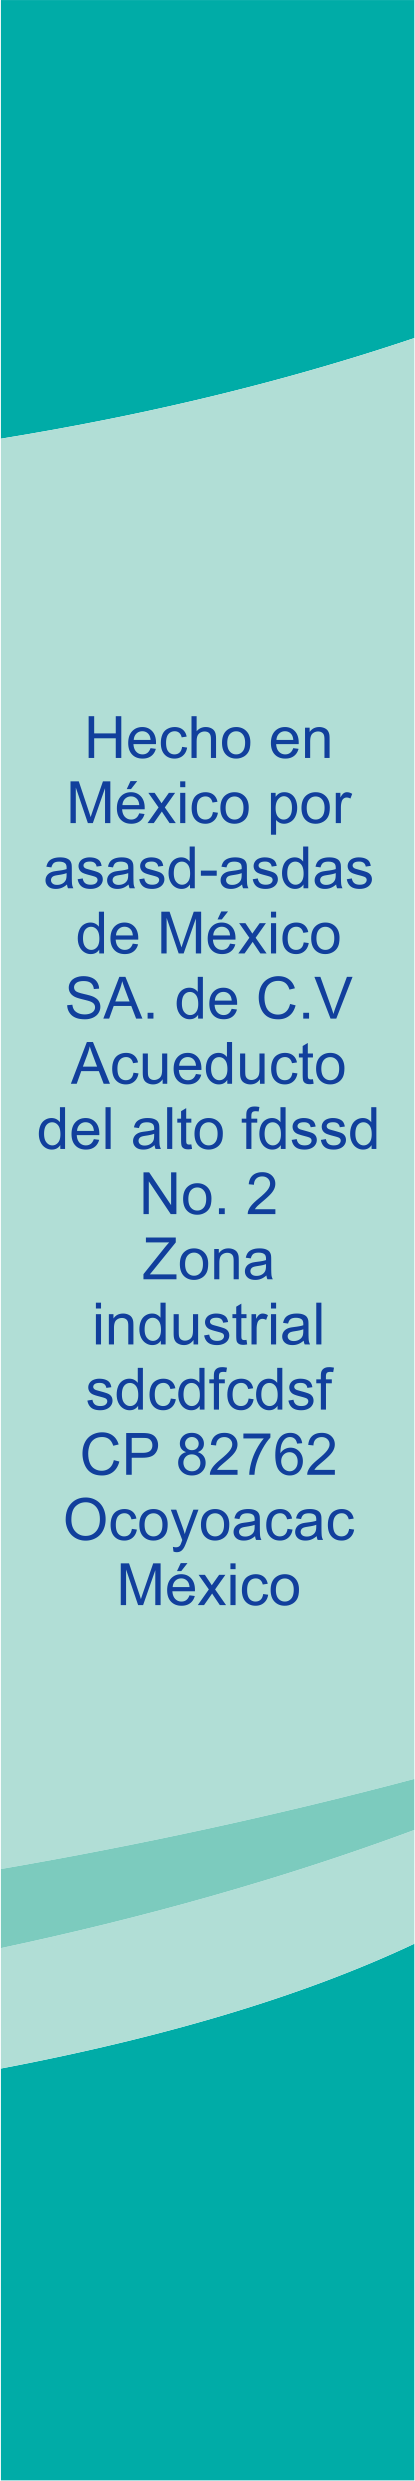 Hecho en
México por
asasd-asdas
de México
SA. de C.V
Acueducto
del alto fdssd
No. 2
Zona
industrial
sdcdfcdsf
CP 82762
Ocoyoacac
México